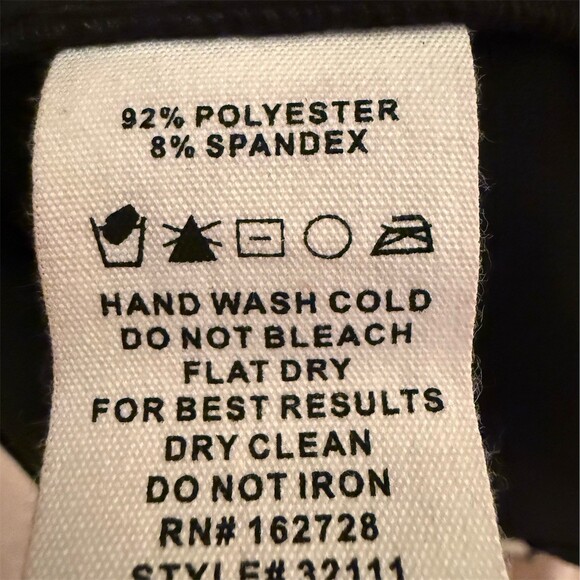 92% POLYESTER
8% SPANDEX
HAND WASH COLD
DO NOT BLEACH
FLAT DRY
FOR BEST RESULTS
DRY CLEAN
DO NOT IRON
RN# 162728
STYLE# 32111